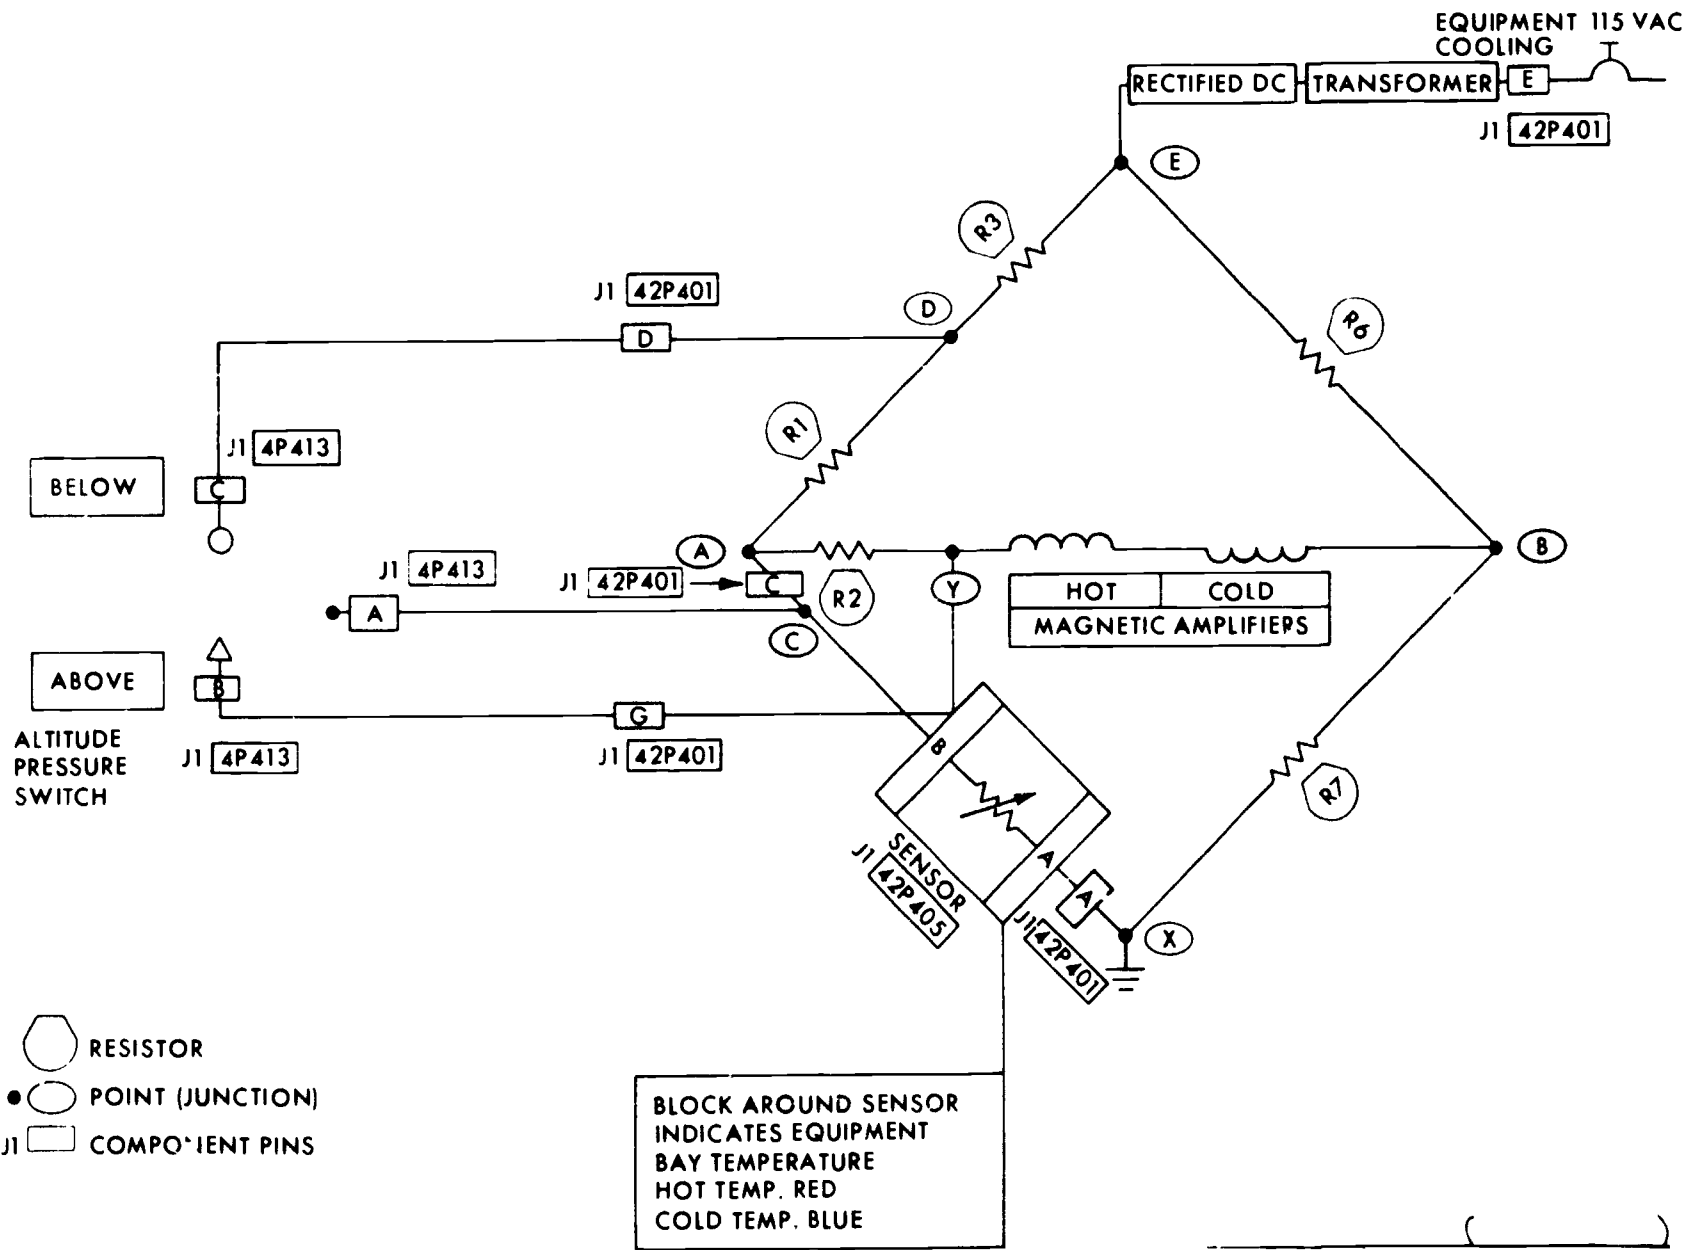 EQUIPMENT 115 VAC
COOLING
RECTIFIED DC
TRANSFORMER
E
J1 42P401
E
R3
J1 42P401
D
D
R6
R1
J1 4P413
BELOW
C
A
B
J1 4P413
J1 42P401
C
R2
Y
HOT
COLD
MAGNETIC AMPLIFIERS
A
C
ABOVE
B
G
ALTITUDE
PRESSURE
SWITCH
J1 4P413
J1 42P401
B
R7
SENSOR
J1 42P405
A
A
J1 42P401
X
RESISTOR
POINT (JUNCTION)
J1
COMPONENT PINS
BLOCK AROUND SENSOR
INDICATES EQUIPMENT
BAY TEMPERATURE
HOT TEMP. RED
COLD TEMP. BLUE